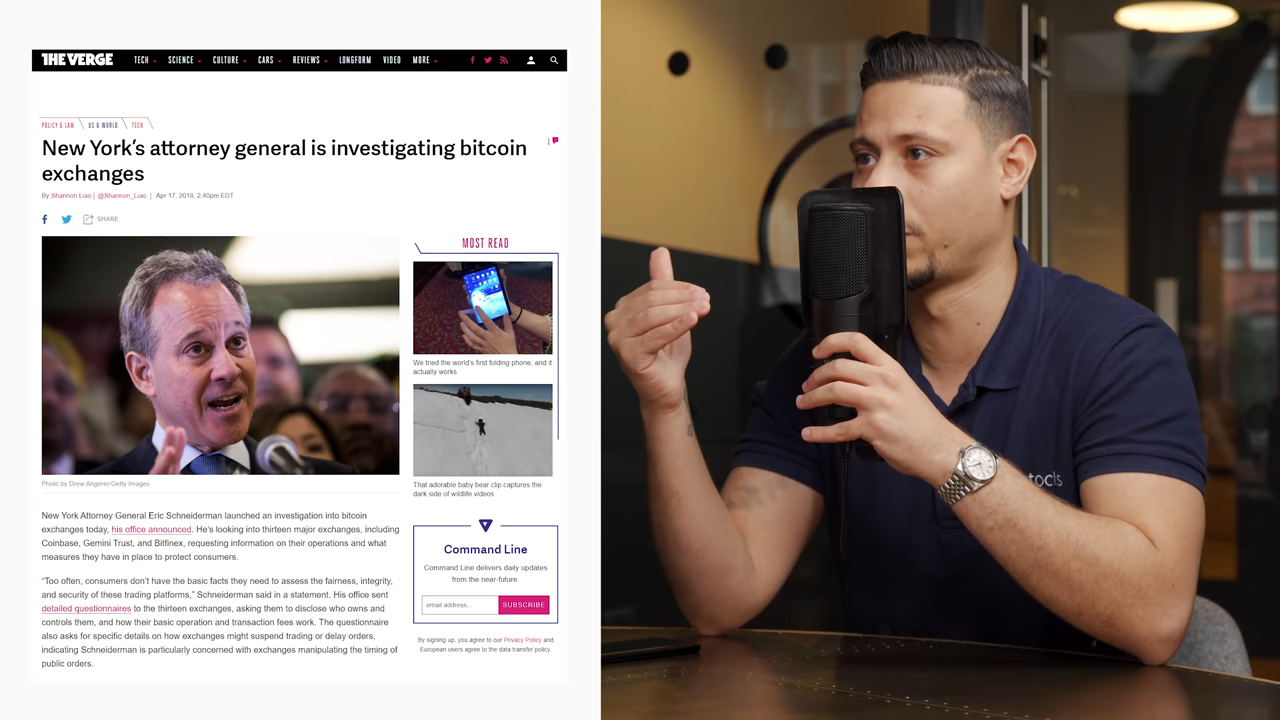 THE VERGE
TECH
SCIENCE
CULTURE
CARS
REVIEWS
LONGFORM
VIDEO
MORE
POLICY & LAW
US & WORLD
TECH
New York's attorney general is investigating bitcoin
exchanges
By Shannon Liao | @Shannon_Liao | Apr 17, 2018, 2:40pm EDT
SHARE
Photo by Drew Angerer/Getty Images
New York Attorney General Eric Schneiderman launched an investigation into bitcoin
exchanges today, his office announced. He's looking into thirteen major exchanges, including
Coinbase, Gemini Trust, and Bitfinex, requesting information on their operations and what
measures they have in place to protect consumers.
“Too often, consumers don't have the basic facts they need to assess the fairness, integrity,
and security of these trading platforms,” Schneiderman said in a statement. His office sent
detailed questionnaires to the thirteen exchanges, asking them to disclose who owns and
controls them, and how their basic operation and transaction fees work. The questionnaire
also asks for specific details on how exchanges might suspend trading or delay orders,
indicating Schneiderman is particularly concerned with exchanges manipulating the timing of
public orders.
MOST READ
We tried the world's first folding phone, and it
actually works
That adorable baby bear clip captures the
dark side of wildlife videos
Command Line
Command Line delivers daily updates
from the near-future.
email address...
SUBSCRIBE
By signing up, you agree to our Privacy Policy and
European users agree to the data transfer policy